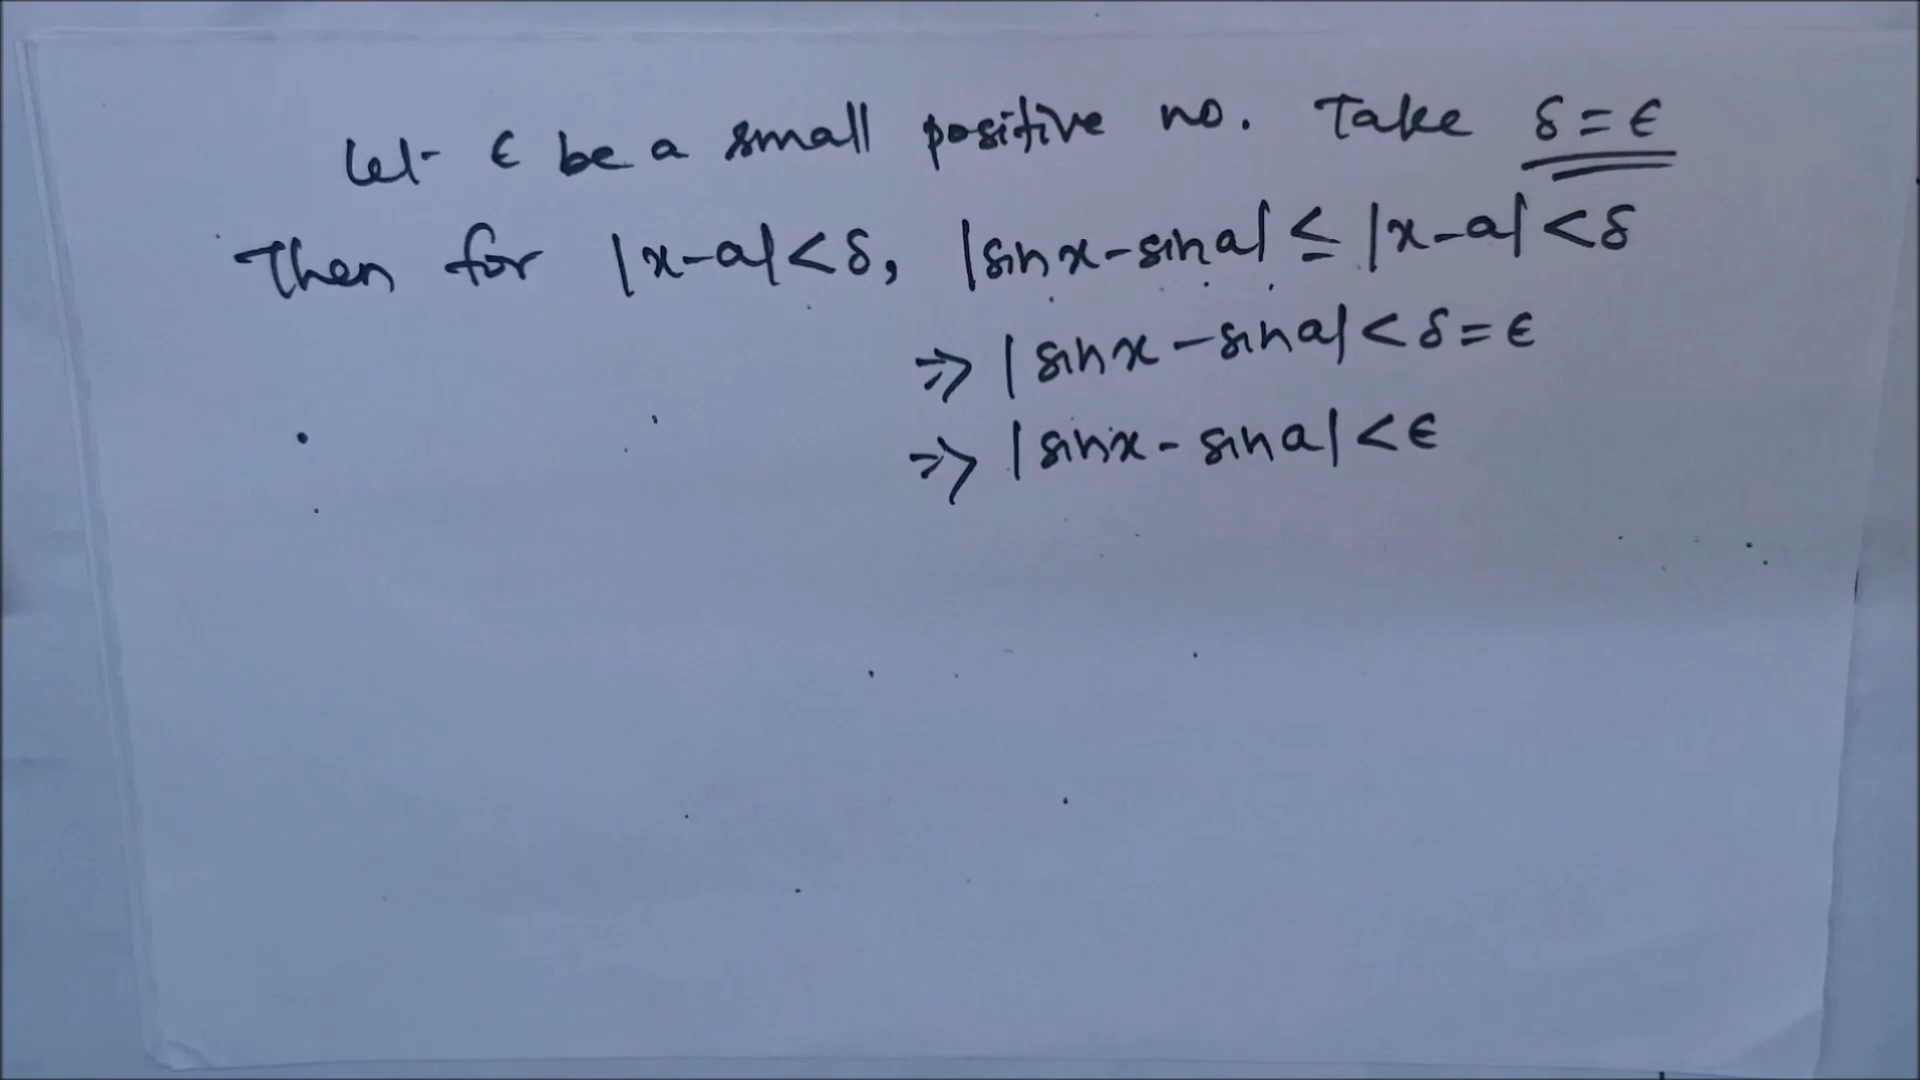 Let ε be a small positive no. Take δ = ε
Then for |x-a| < δ, |sin x - sin a| ≤ |x-a| < δ
⇒ |sin x - sin a| < δ = ε
⇒ |sin x - sin a| < ε